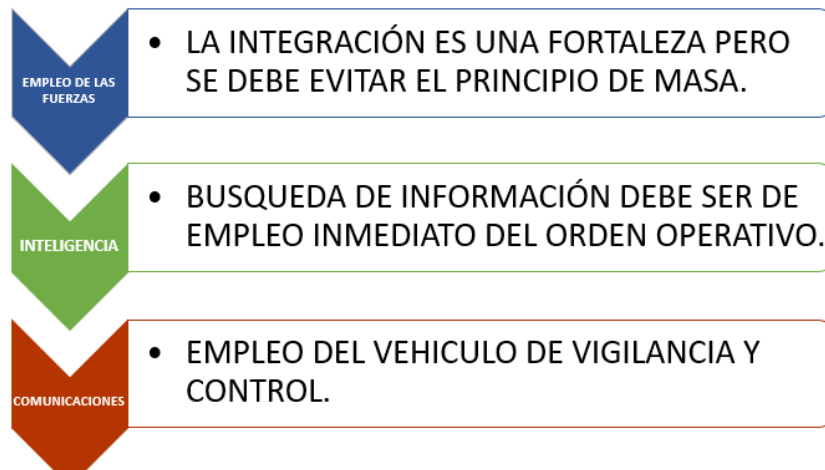 EMPLEO DE LAS
FUERZAS
• LA INTEGRACIÓN ES UNA FORTALEZA PERO
SE DEBE EVITAR EL PRINCIPIO DE MASA.
INTELIGENCIA
• BUSQUEDA DE INFORMACIÓN DEBE SER DE
EMPLEO INMEDIATO DEL ORDEN OPERATIVO.
COMUNICACIONES
• EMPLEO DEL VEHICULO DE VIGILANCIA Y
CONTROL.